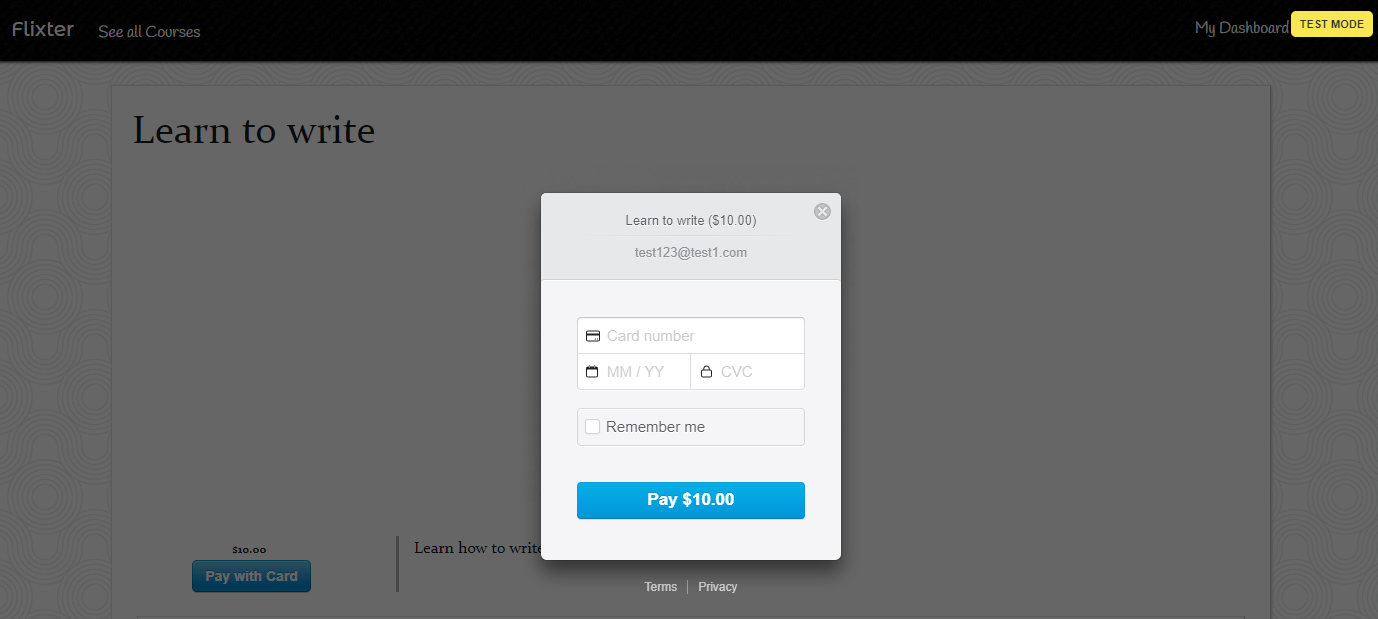 Flixter See all Courses My Dashboard TEST MODE
Learn to write
Learn to write ($10.00)
test123@test1.com
Card number
MM / YY CVC
Remember me
Pay $10.00
$10.00
Pay with Card
Learn how to write
Terms Privacy